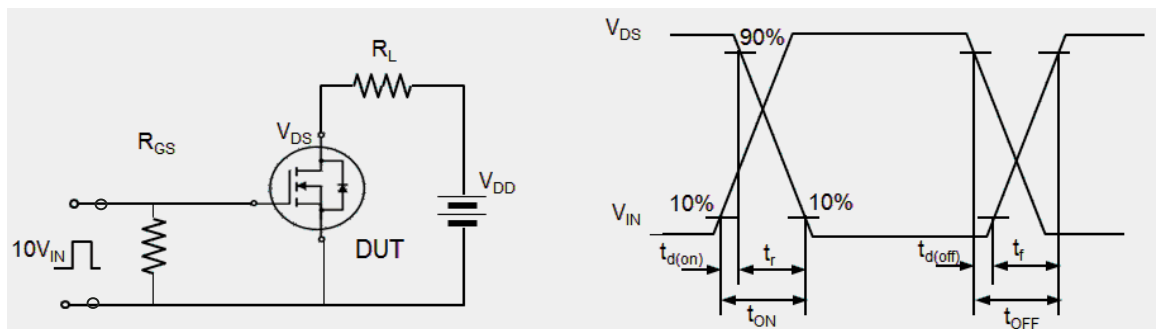 R_L
R_GS
V_DS
V_DD
10V_IN
DUT
V_DS
90%
V_IN
10%
10%
t_d(on)
t_r
t_d(off)
t_f
t_ON
t_OFF